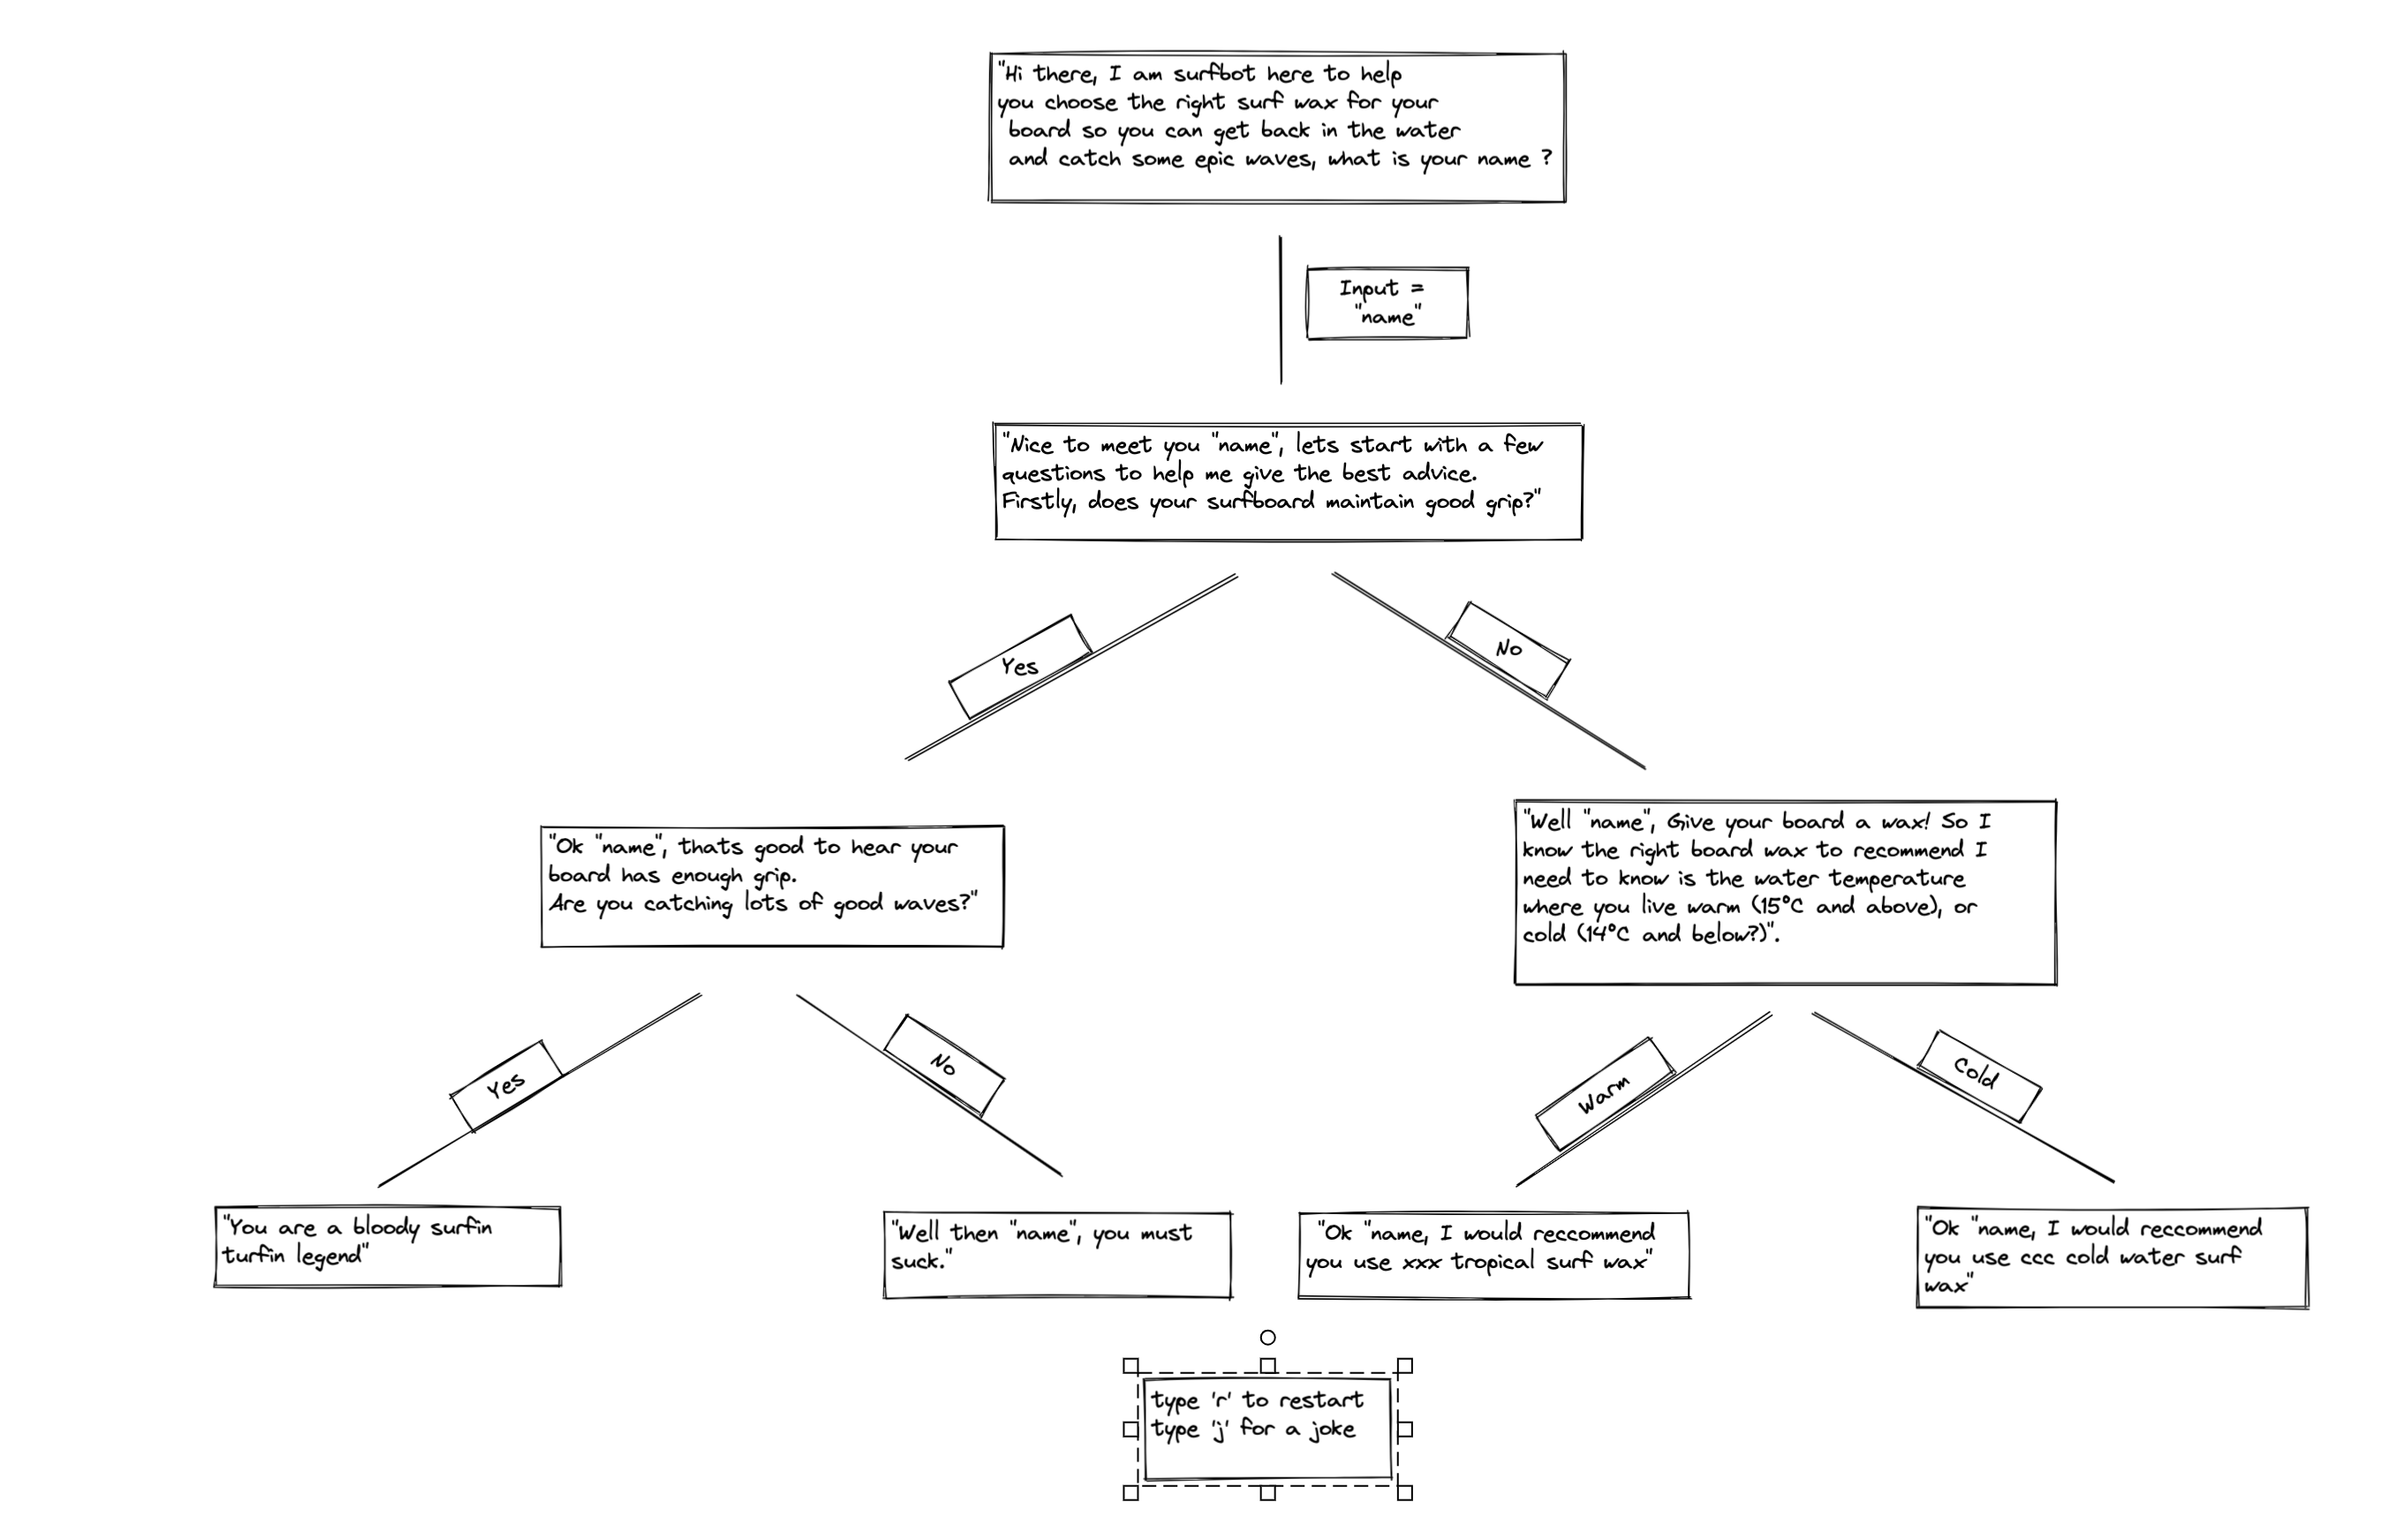 "Hi there, I am surfbot here to help
you choose the right surf wax for your
board so you can get back in the water
and catch some epic waves, what is your name ?
Input =
"name"
"Nice to meet you "name", lets start with a few
questions to help me give the best advice.
Firstly, does your surfboard maintain good grip?"
Yes
No
"Ok "name", thats good to hear your
board has enough grip.
Are you catching lots of good waves?"
"Well "name", Give your board a wax! So I
know the right board wax to recommend I
need to know is the water temperature
where you live warm (15°C and above), or
cold (14°C and below?)".
Yes
No
Warm
Cold
"You are a bloody surfin
turfin legend"
"Well then "name", you must
suck."
"Ok "name, I would reccommend
you use xxx tropical surf wax"
"Ok "name, I would reccommend
you use ccc cold water surf
wax"
type 'r' to restart
type 'j' for a joke